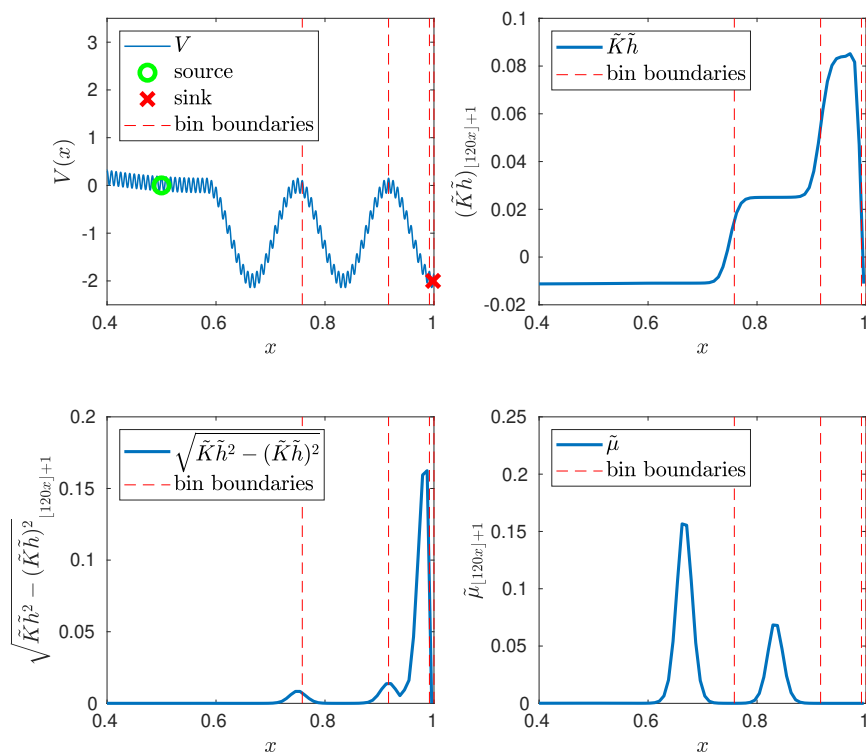 3
2
1
0
-1
-2
V(x)
V
source
sink
bin boundaries
0.4
0.6
0.8
1
x
0.1
0.08
0.06
0.04
0.02
0
-0.02
(K̃h̃)⌊120x⌋+1
K̃h̃
bin boundaries
0.4
0.6
0.8
1
x
0.2
0.15
0.1
0.05
0
√(K̃h̃² − (K̃h̃)²)⌊120x⌋+1
√(K̃h̃² − (K̃h̃)²)
bin boundaries
0.4
0.6
0.8
1
x
0.25
0.2
0.15
0.1
0.05
0
μ̃⌊120x⌋+1
μ̃
bin boundaries
0.4
0.6
0.8
1
x